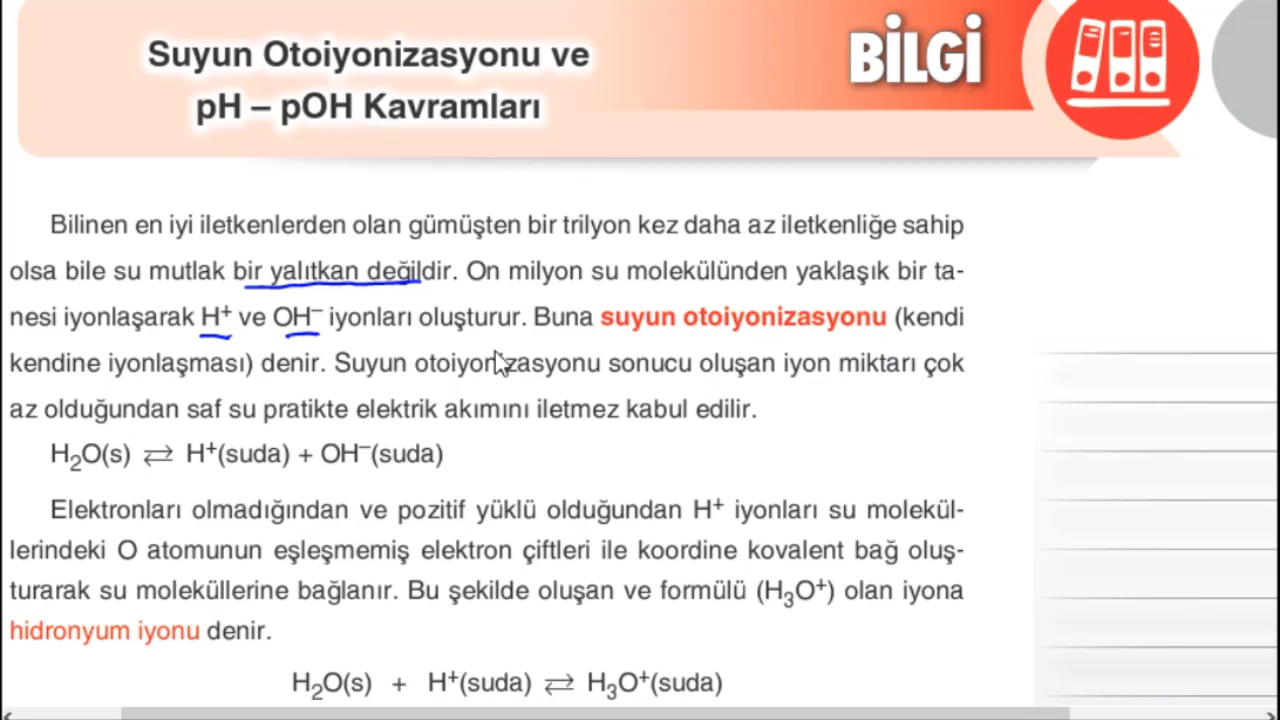 Suyun Otoiyonizasyonu ve
pH – pOH Kavramları
BİLGİ
Bilinen en iyi iletkenlerden olan gümüşten bir trilyon kez daha az iletkenliğe sahip
olsa bile su mutlak bir yalıtkan değildir. On milyon su molekülünden yaklaşık bir ta-
nesi iyonlaşarak H⁺ ve OH⁻ iyonları oluşturur. Buna suyun otoiyonizasyonu (kendi
kendine iyonlaşması) denir. Suyun otoiyonizasyonu sonucu oluşan iyon miktarı çok
az olduğundan saf su pratikte elektrik akımını iletmez kabul edilir.
H₂O(s) ⇄ H⁺(suda) + OH⁻(suda)
Elektronları olmadığından ve pozitif yüklü olduğundan H⁺ iyonları su molekül-
lerindeki O atomunun eşleşmemiş elektron çiftleri ile koordine kovalent bağ oluş-
turarak su moleküllerine bağlanır. Bu şekilde oluşan ve formülü (H₃O⁺) olan iyona
hidronyum iyonu denir.
H₂O(s) + H⁺(suda) ⇄ H₃O⁺(suda)